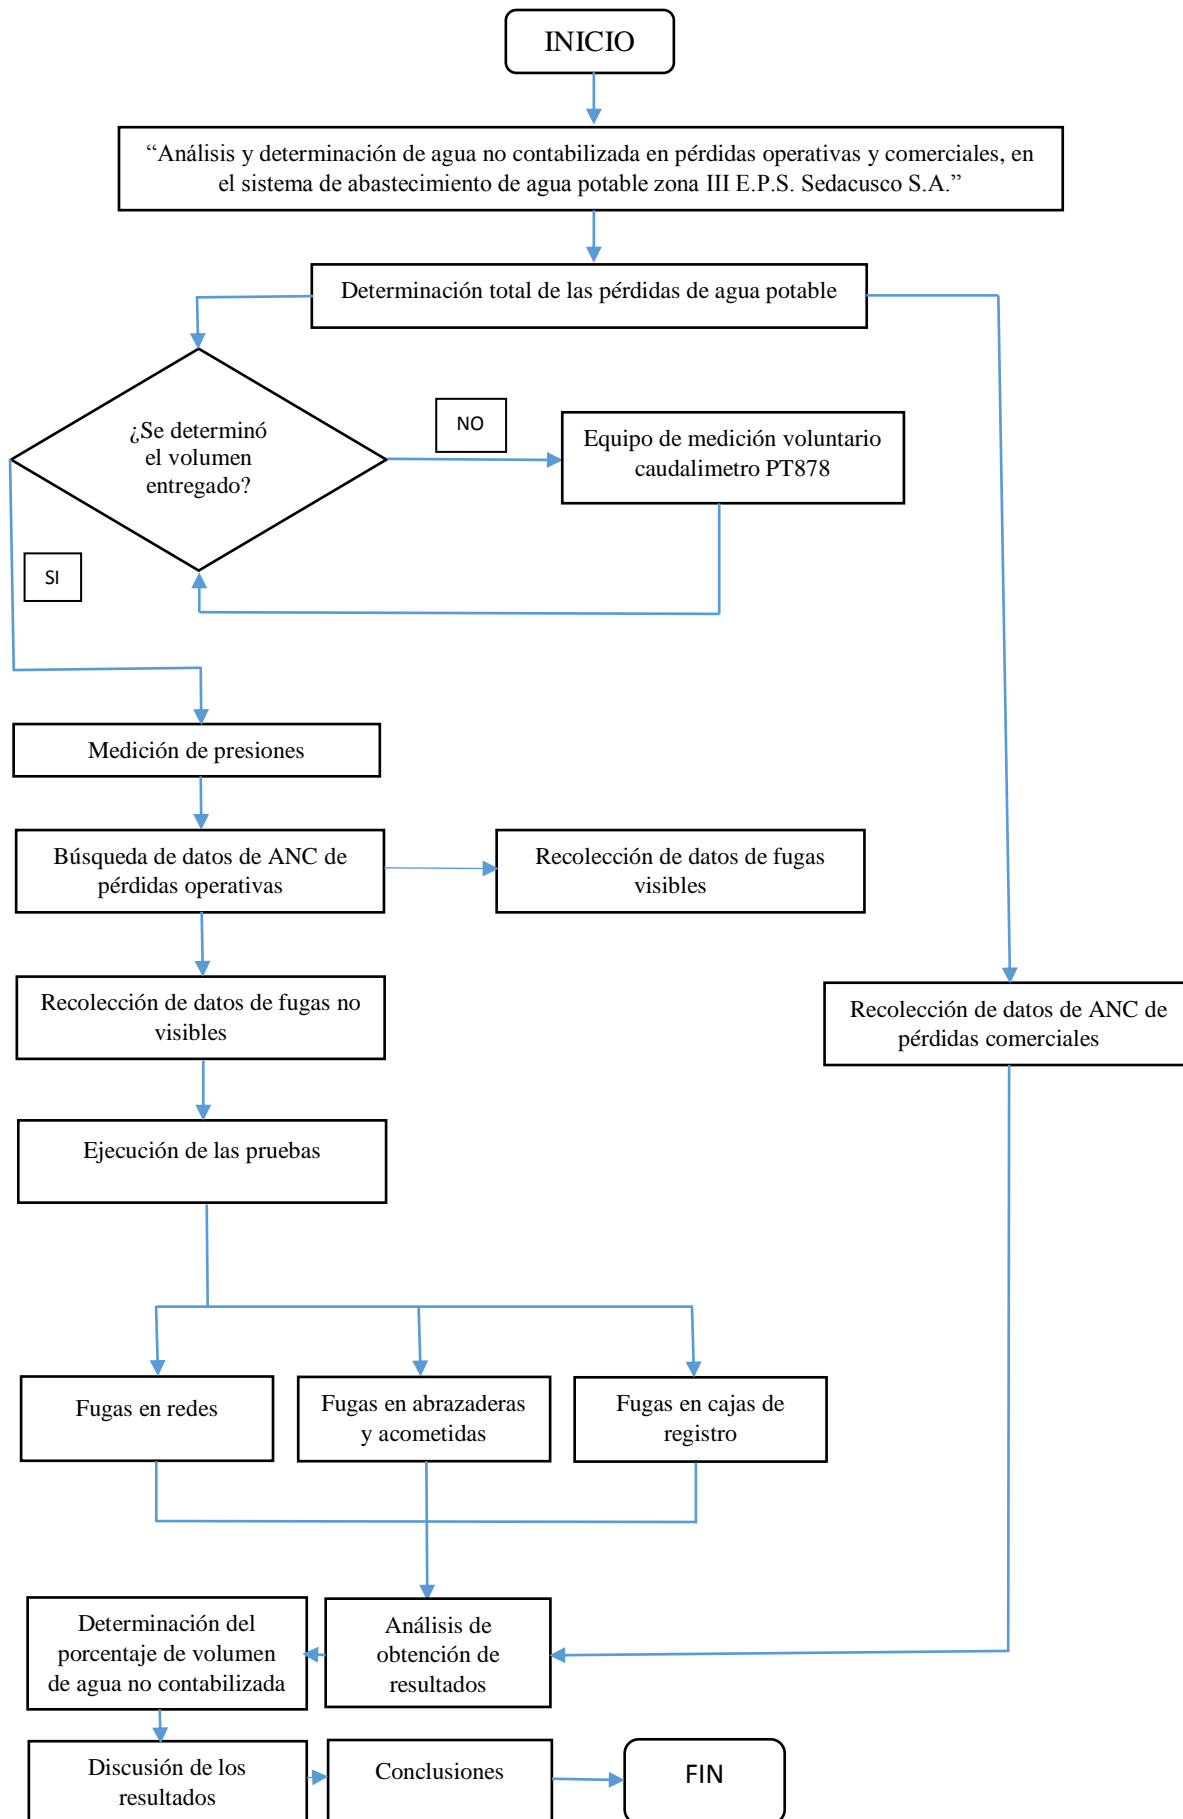 INICIO
“Análisis y determinación de agua no contabilizada en pérdidas operativas y comerciales, en
el sistema de abastecimiento de agua potable zona III E.P.S. Sedacusco S.A.”
Determinación total de las pérdidas de agua potable
¿Se determinó
el volumen
entregado?
NO
Equipo de medición voluntario
caudalimetro PT878
SI
Medición de presiones
Búsqueda de datos de ANC de
pérdidas operativas
Recolección de datos de fugas
visibles
Recolección de datos de fugas no
visibles
Recolección de datos de ANC de
pérdidas comerciales
Ejecución de las pruebas
Fugas en redes
Fugas en abrazaderas
y acometidas
Fugas en cajas de
registro
Determinación del
porcentaje de volumen
de agua no contabilizada
Análisis de
obtención de
resultados
Discusión de los
resultados
Conclusiones
FIN